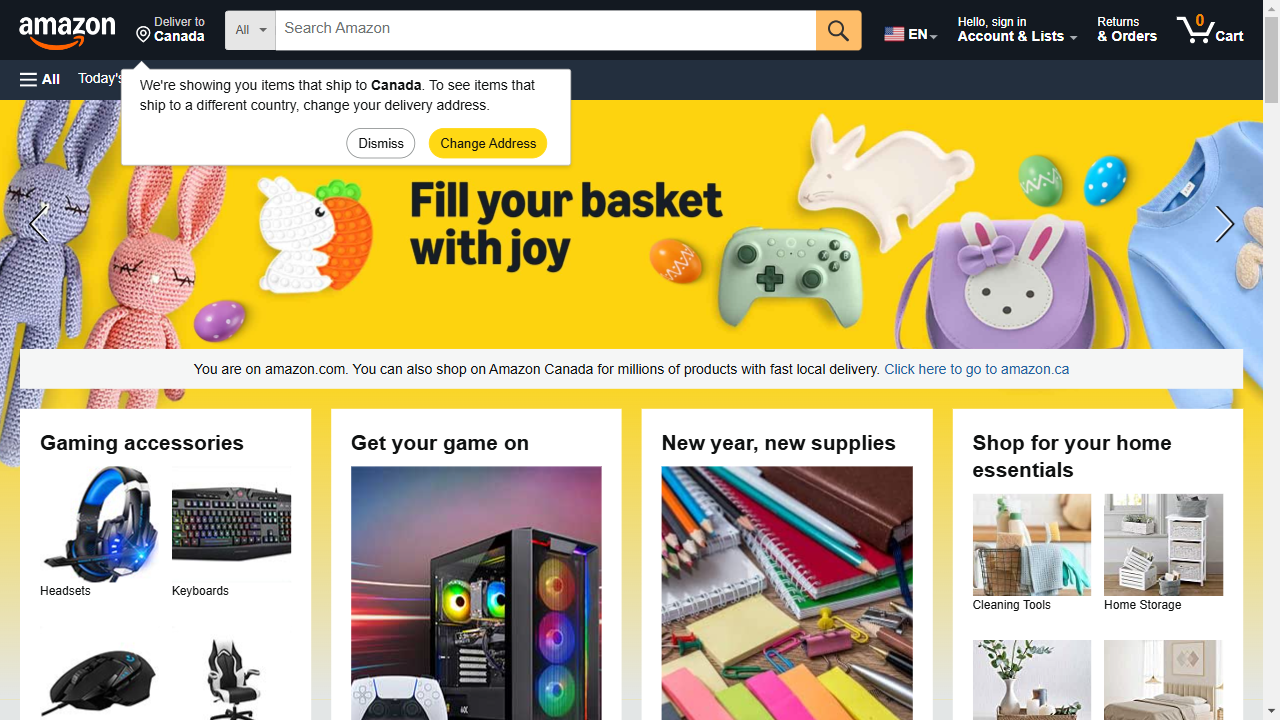 amazon
Deliver to
Canada
All
Search Amazon
EN
Hello, sign in
Account & Lists
Returns
& Orders
0
Cart
All
Today's
We're showing you items that ship to Canada. To see items that
ship to a different country, change your delivery address.
Dismiss
Change Address
Fill your basket
with joy
X
Y
A
B
You are on amazon.com. You can also shop on Amazon Canada for millions of products with fast local delivery. Click here to go to amazon.ca
Gaming accessories
Get your game on
New year, new supplies
Shop for your home
essentials
Headsets
Keyboards
Cleaning Tools
Home Storage